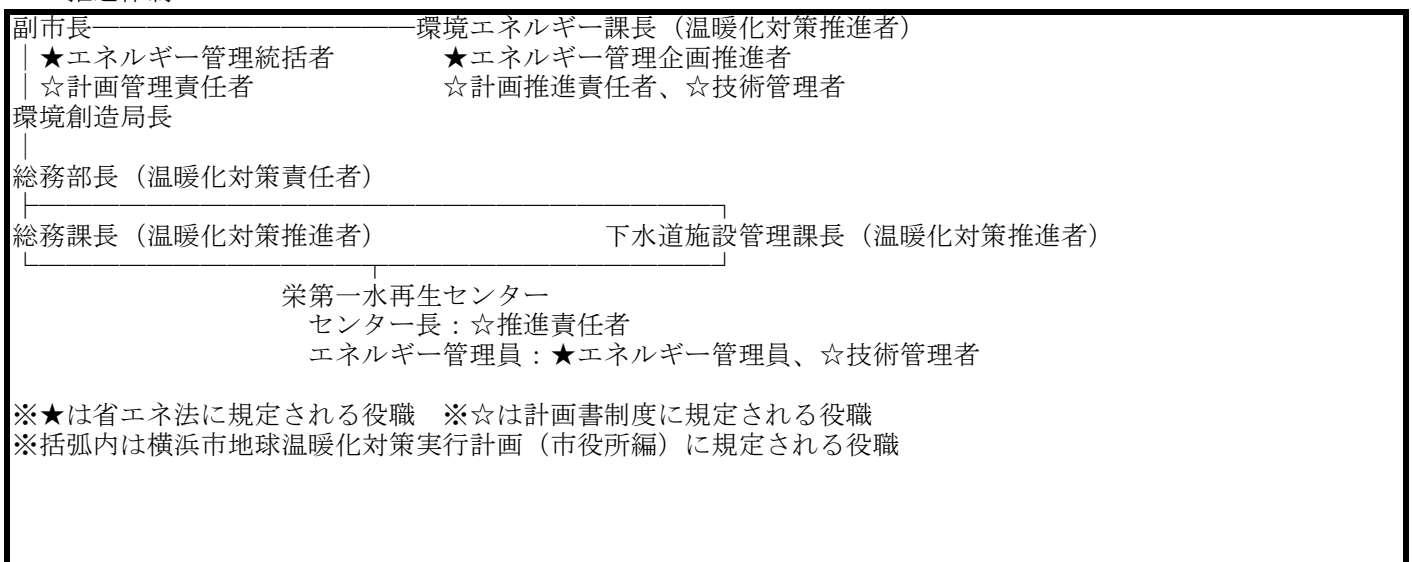 副市長――――――――――――環境エネルギー課長（温暖化対策推進者）
｜★エネルギー管理統括者　　　　★エネルギー管理企画推進者
｜☆計画管理責任者　　　　　　　☆計画推進責任者、☆技術管理者
環境創造局長
｜
総務部長（温暖化対策責任者）
├─────────────────────────┐
総務課長（温暖化対策推進者）　　　　　　　　下水道施設管理課長（温暖化対策推進者）
└────────────┬────────────┘
栄第一水再生センター
センター長：☆推進責任者
エネルギー管理員：★エネルギー管理員、☆技術管理者
※★は省エネ法に規定される役職　※☆は計画書制度に規定される役職
※括弧内は横浜市地球温暖化対策実行計画（市役所編）に規定される役職